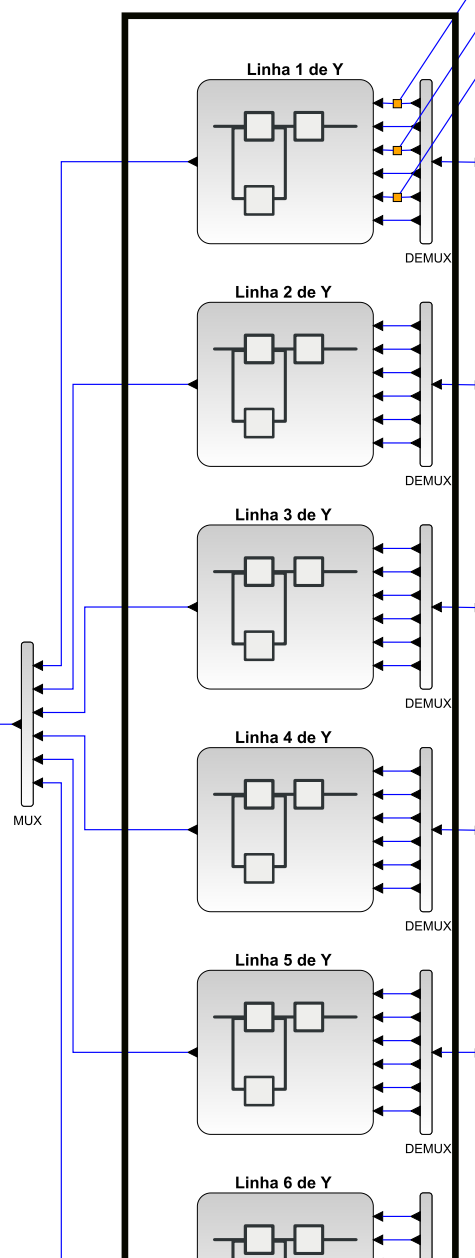 Linha 1 de Y
DEMUX
Linha 2 de Y
DEMUX
Linha 3 de Y
DEMUX
Linha 4 de Y
MUX
DEMUX
Linha 5 de Y
DEMUX
Linha 6 de Y